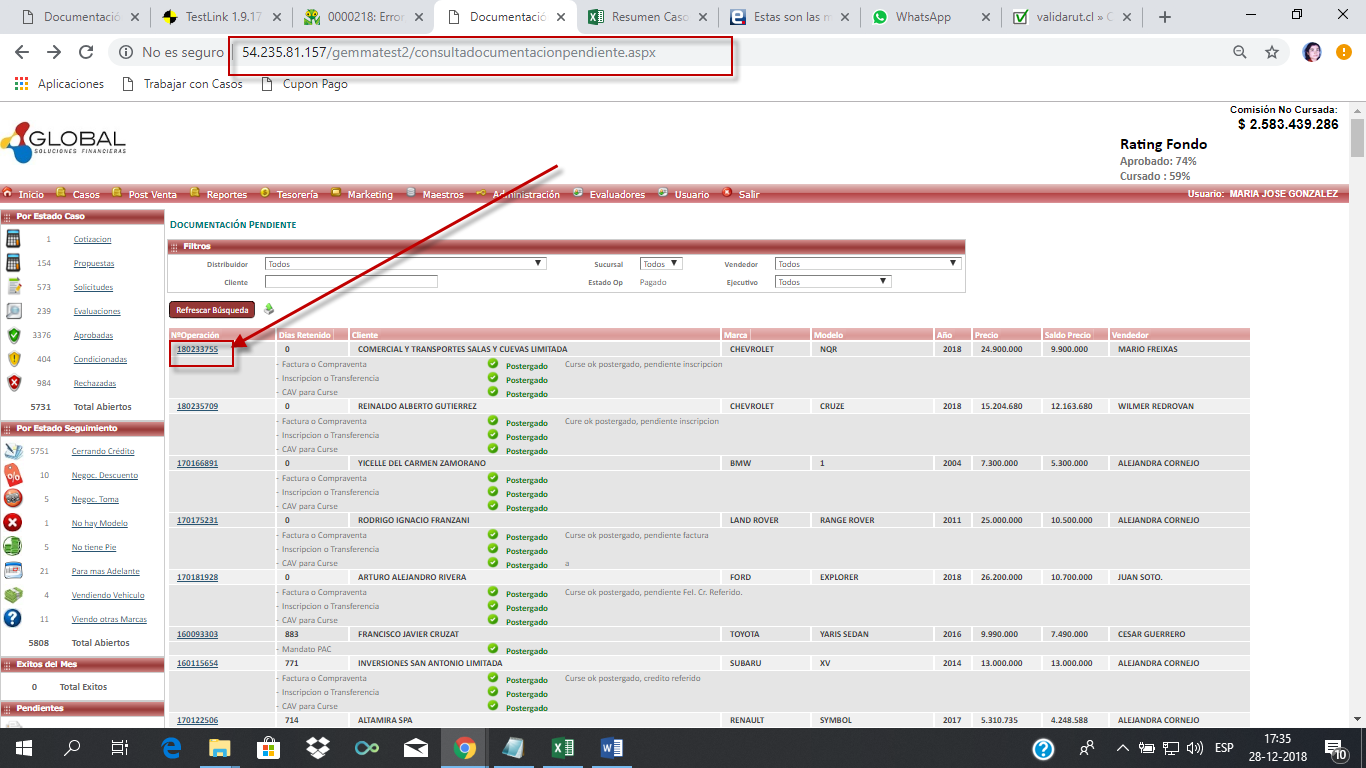 Documentació
TestLink 1.9.17
0000218: Error
Documentació
Resumen Caso
Estas son las m
WhatsApp
validarut.cl » C
No es seguro 54.235.81.157/gemmatest2/consultadocumentacionpendiente.aspx
Aplicaciones Trabajar con Casos Cupon Pago
GLOBAL
SOLUCIONES FINANCIERAS
Comisión No Cursada:
$ 2.583.439.286
Rating Fondo
Aprobado: 74%
Cursado : 59%
Inicio Casos Post Venta Reportes Tesorería Marketing Maestros Administración Evaluadores Usuario Salir Usuario: MARIA JOSE GONZALEZ
Por Estado Caso
1 Cotizacion
154 Propuestas
573 Solicitudes
239 Evaluaciones
3376 Aprobadas
404 Condicionadas
984 Rechazadas
5731 Total Abiertos
Por Estado Seguimiento
5751 Cerrando Crédito
10 Negoc. Descuento
5 Negpc. Toma
1 No hay Modelo
5 No tiene Pie
21 Para mas Adelante
4 Vendiendo Vehículo
11 Viendo otras Marcas
5808 Total Abiertos
Exitos del Mes
0 Total Exitos
Pendientes
DOCUMENTACIÓN PENDIENTE
Filtros
Distribuidor Todos Sucursal Todos Vendedor Todos
Cliente Estado Op Pagado Ejecutivo Todos
Refrescar Búsqueda
NºOperación Días Retenido Cliente Marca Modelo Año Precio Saldo Precio Vendedor
180233755 0 COMERCIAL Y TRANSPORTES SALAS Y CUEVAS LIMITADA CHEVROLET NQR 2018 24.900.000 9.900.000 MARIO FREIXAS
- Factura o Compraventa Postergado Curse ok postergado, pendiente inscripcion
- Inscripcion o Transferencia Postergado
- CAV para Curse Postergado
180235709 0 REINALDO ALBERTO GUTIERREZ CHEVROLET CRUZE 2018 15.204.680 12.163.680 WILMER REDROVAN
- Factura o Compraventa Postergado Cure ok postergado, pendiente inscripcion
- Inscripcion o Transferencia Postergado
- CAV para Curse Postergado
170166891 0 YICELLE DEL CARMEN ZAMORANO BMW 1 2004 7.300.000 5.300.000 ALEJANDRA CORNEJO
- Factura o Compraventa Postergado
- Inscripcion o Transferencia Postergado
- CAV para Curse Postergado
170175231 0 RODRIGO IGNACIO FRANZANI LAND ROVER RANGE ROVER 2011 25.000.000 10.500.000 ALEJANDRA CORNEJO
- Factura o Compraventa Postergado Curse ok postergado, pendiente factura
- Inscripcion o Transferencia Postergado
- CAV para Curse Postergado a
170181928 0 ARTURO ALEJANDRO RIVERA FORD EXPLORER 2018 26.200.000 10.700.000 JUAN SOTO.
- Factura o Compraventa Postergado Curse ok postergado, pendiente Fel. Cr. Referido.
- Inscripcion o Transferencia Postergado
- CAV para Curse Postergado
160093303 883 FRANCISCO JAVIER CRUZAT TOYOTA YARIS SEDAN 2016 9.990.000 7.490.000 CESAR GUERRERO
- Mandato PAC Postergado
160115654 771 INVERSIONES SAN ANTONIO LIMITADA SUBARU XV 2014 13.000.000 13.000.000 ALEJANDRA CORNEJO
- Factura o Compraventa Postergado Curse ok postergado, credito referido
- Inscripcion o Transferencia Postergado
- CAV para Curse Postergado
170122506 714 ALTAMIRA SPA RENAULT SYMBOL 2017 5.310.735 4.248.588 ALEJANDRA CORNEJO
ESP
17:35
28-12-2018
10